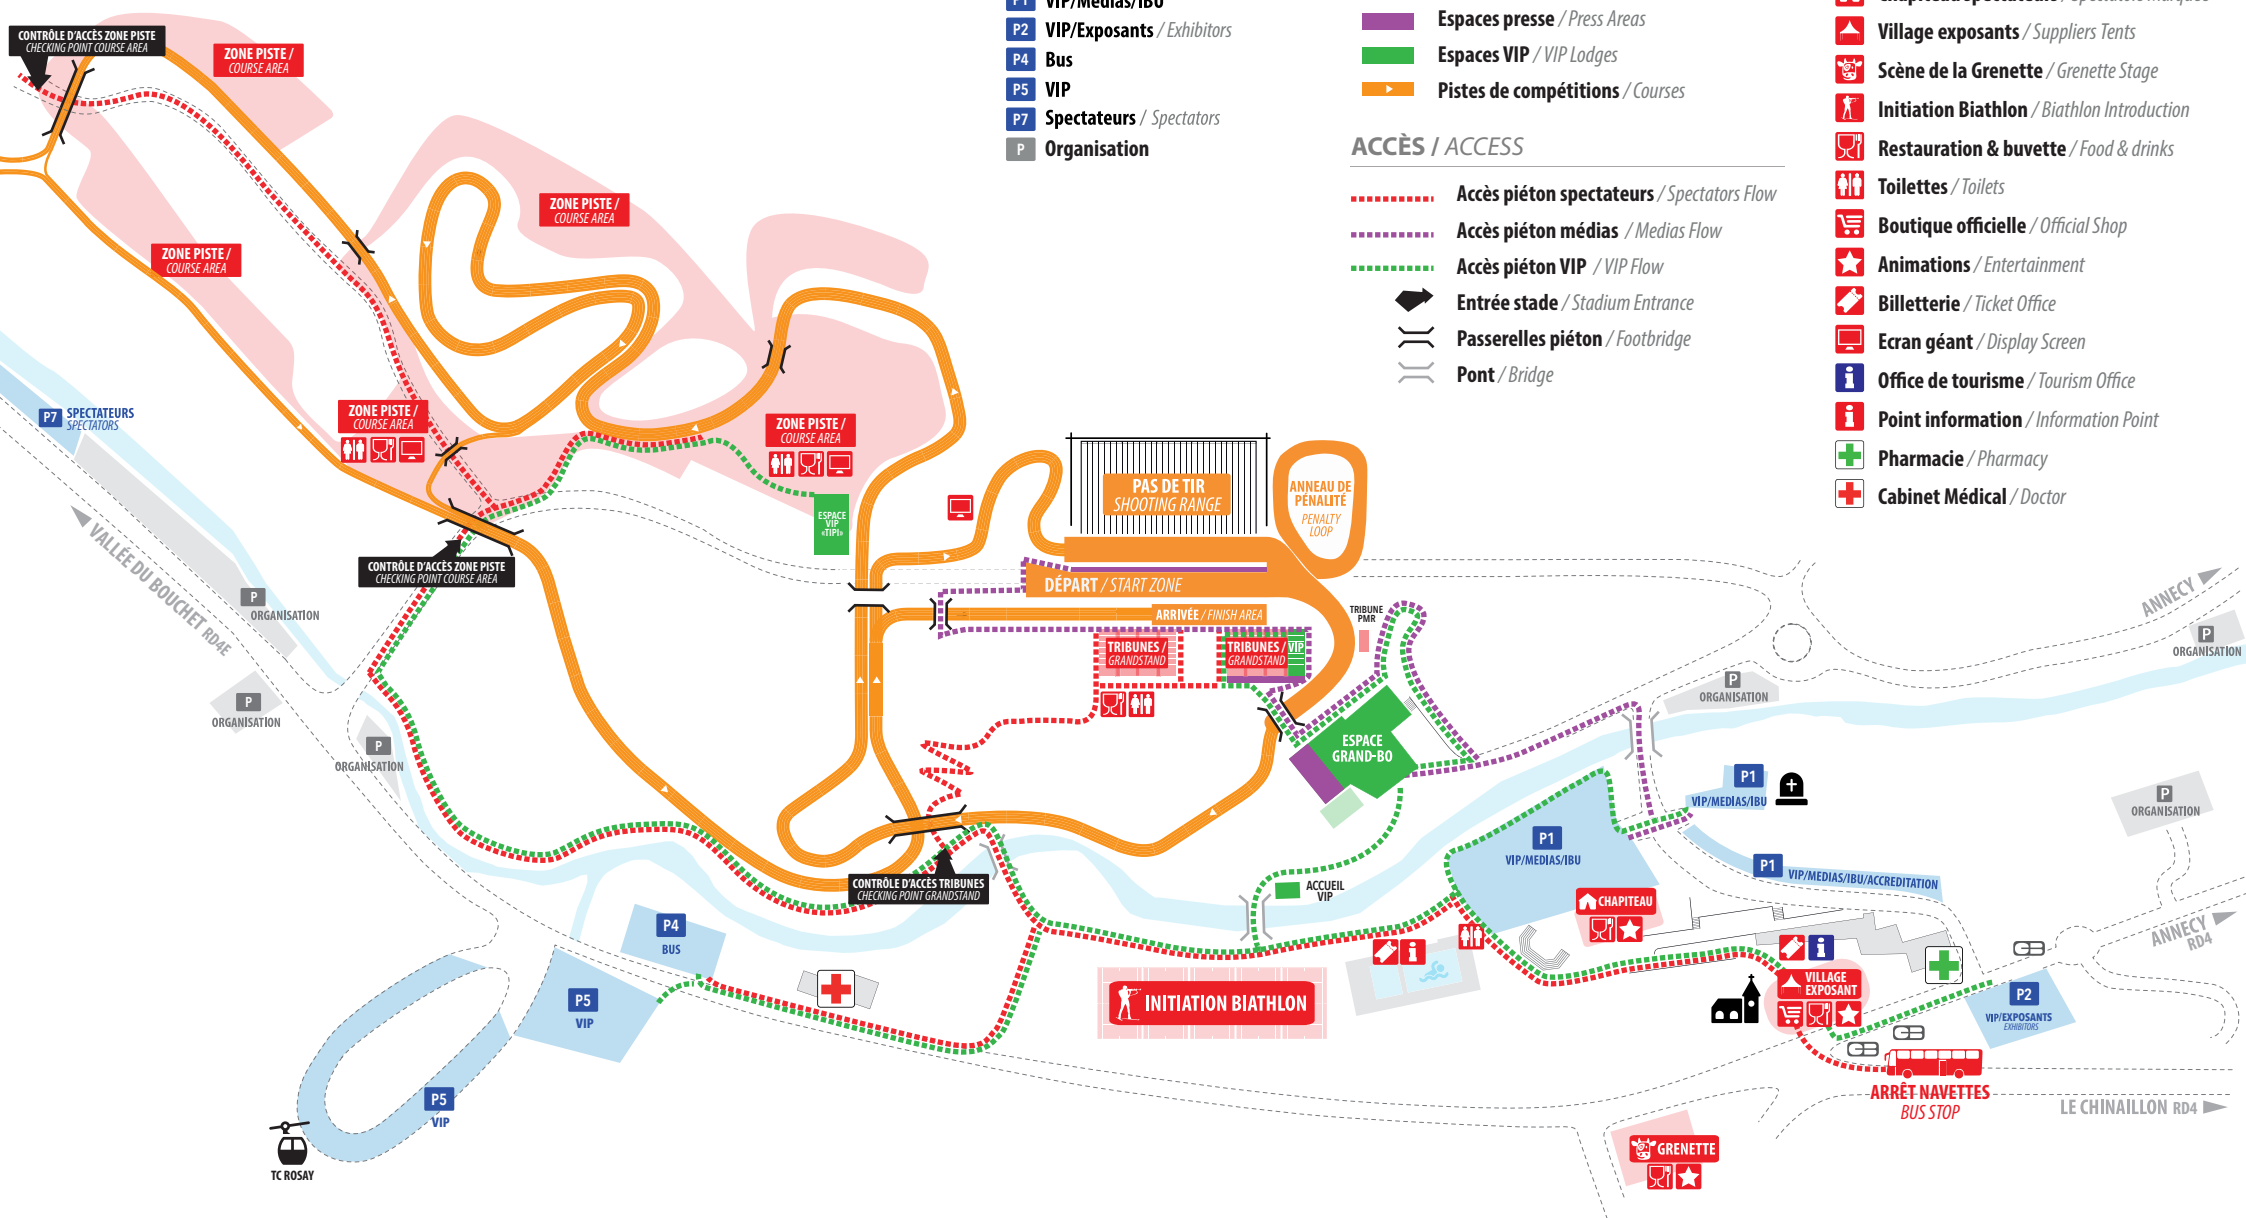 P1 VIP/Médias/IBU
P2 VIP/Exposants / Exhibitors
P4 Bus
P5 VIP
P7 Spectateurs / Spectators
P Organisation
Espaces presse / Press Areas
Espaces VIP / VIP Lodges
Pistes de compétitions / Courses
ACCÈS / ACCESS
Accès piéton spectateurs / Spectators Flow
Accès piéton médias / Medias Flow
Accès piéton VIP / VIP Flow
Entrée stade / Stadium Entrance
Passerelles piéton / Footbridge
Pont / Bridge
Chapiteau spectateurs / Spectators Marquee
Village exposants / Suppliers Tents
Scène de la Grenette / Grenette Stage
Initiation Biathlon / Biathlon Introduction
Restauration & buvette / Food & drinks
Toilettes / Toilets
Boutique officielle / Official Shop
Animations / Entertainment
Billetterie / Ticket Office
Ecran géant / Display Screen
Office de tourisme / Tourism Office
Point information / Information Point
Pharmacie / Pharmacy
Cabinet Médical / Doctor
CONTRÔLE D'ACCÈS ZONE PISTE
CHECKING POINT COURSE AREA
ZONE PISTE /
COURSE AREA
ZONE PISTE /
COURSE AREA
ZONE PISTE /
COURSE AREA
ZONE PISTE /
COURSE AREA
ZONE PISTE /
COURSE AREA
P7 SPECTATEURS
SPECTATORS
VALLÉE DU BOUCHET RD4E
P
ORGANISATION
P
ORGANISATION
P
ORGANISATION
CONTRÔLE D'ACCÈS ZONE PISTE
CHECKING POINT COURSE AREA
ESPACE
VIP
«TIPI»
PAS DE TIR
SHOOTING RANGE
ANNEAU DE
PÉNALITÉ
PENALTY
LOOP
DÉPART / START ZONE
ARRIVÉE / FINISH AREA
TRIBUNES /
GRANDSTAND
TRIBUNES /
GRANDSTAND
VIP
TRIBUNE
PMR
ESPACE
GRAND-BO
ANNECY
P
ORGANISATION
P
ORGANISATION
P
ORGANISATION
P1
VIP/MEDIAS/IBU
P1
VIP/MEDIAS/IBU
P1 VIP/MEDIAS/IBU/ACCREDITATION
ACCUEIL
VIP
CONTRÔLE D'ACCÈS TRIBUNES
CHECKING POINT GRANDSTAND
CHAPITEAU
ANNECY
RD4
P4
BUS
P5
VIP
P5
VIP
TC ROSAY
INITIATION BIATHLON
VILLAGE
EXPOSANT
P2
VIP/EXPOSANTS
EXHIBITORS
ARRÊT NAVETTES
BUS STOP
LE CHINAILLON RD4
GRENETTE